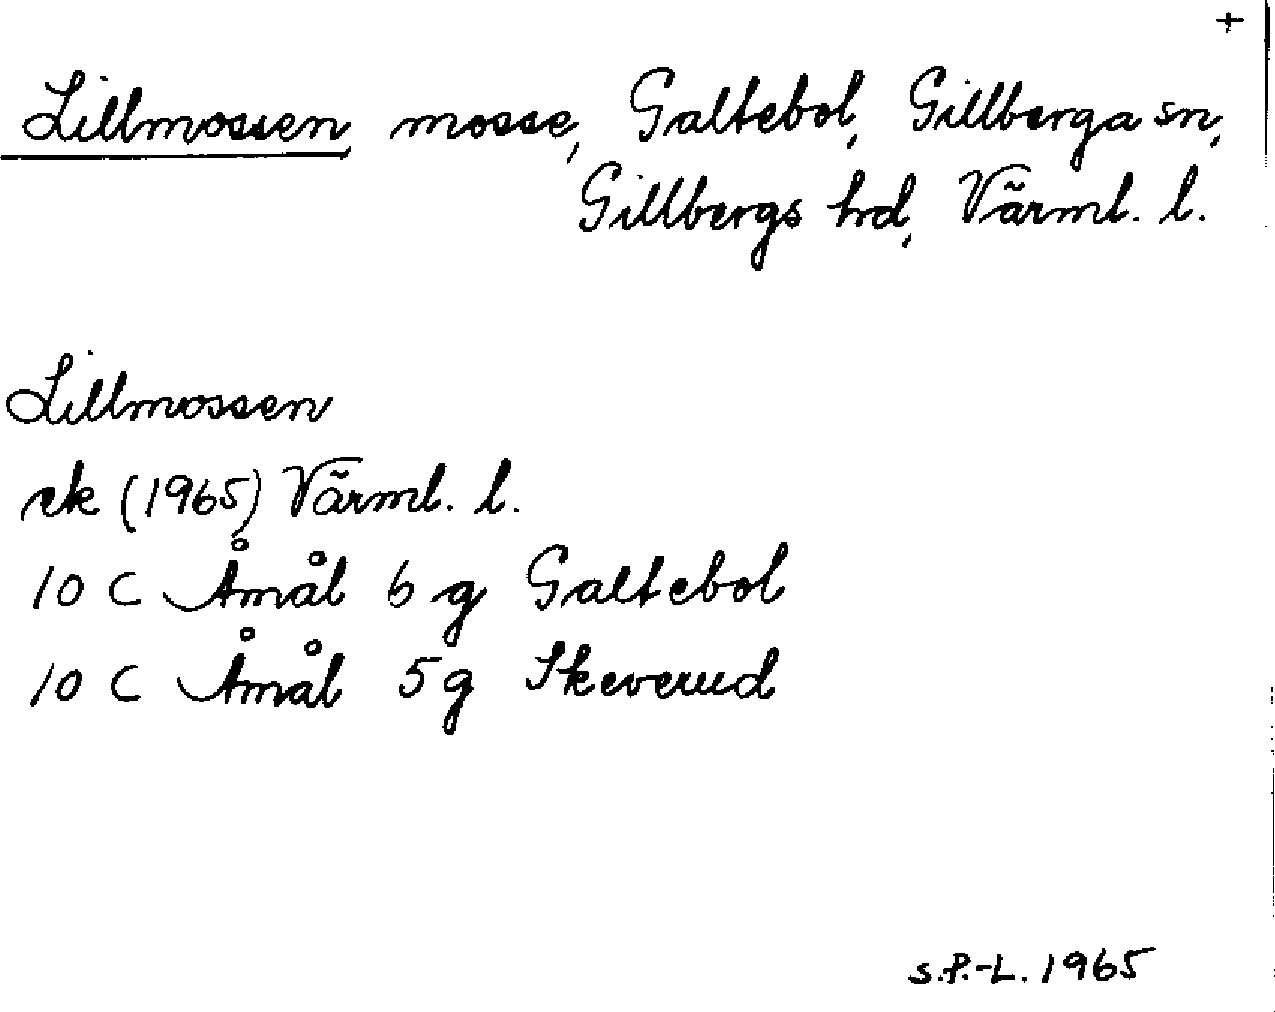 +
Lillmossen, mosse, Galtebol, Gillberga sn,
Gillbergs hrd, Värml. l.
Lillmossen
ek (1965) Värml. l.
10 C Åmål 6 g Galtebol
10 C Åmål 5 g Skeverud
S.P.-L. 1965